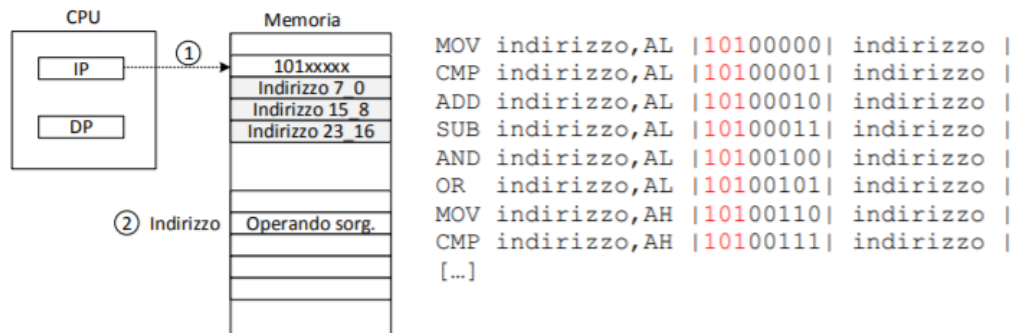 CPU
IP
DP
①
Memoria
101xxxxx
Indirizzo 7_0
Indirizzo 15_8
Indirizzo 23_16
② Indirizzo
Operando sorg.
MOV indirizzo,AL |10100000| indirizzo |
CMP indirizzo,AL |10100001| indirizzo |
ADD indirizzo,AL |10100010| indirizzo |
SUB indirizzo,AL |10100011| indirizzo |
AND indirizzo,AL |10100100| indirizzo |
OR  indirizzo,AL |10100101| indirizzo |
MOV indirizzo,AH |10100110| indirizzo |
CMP indirizzo,AH |10100111| indirizzo |
[…]